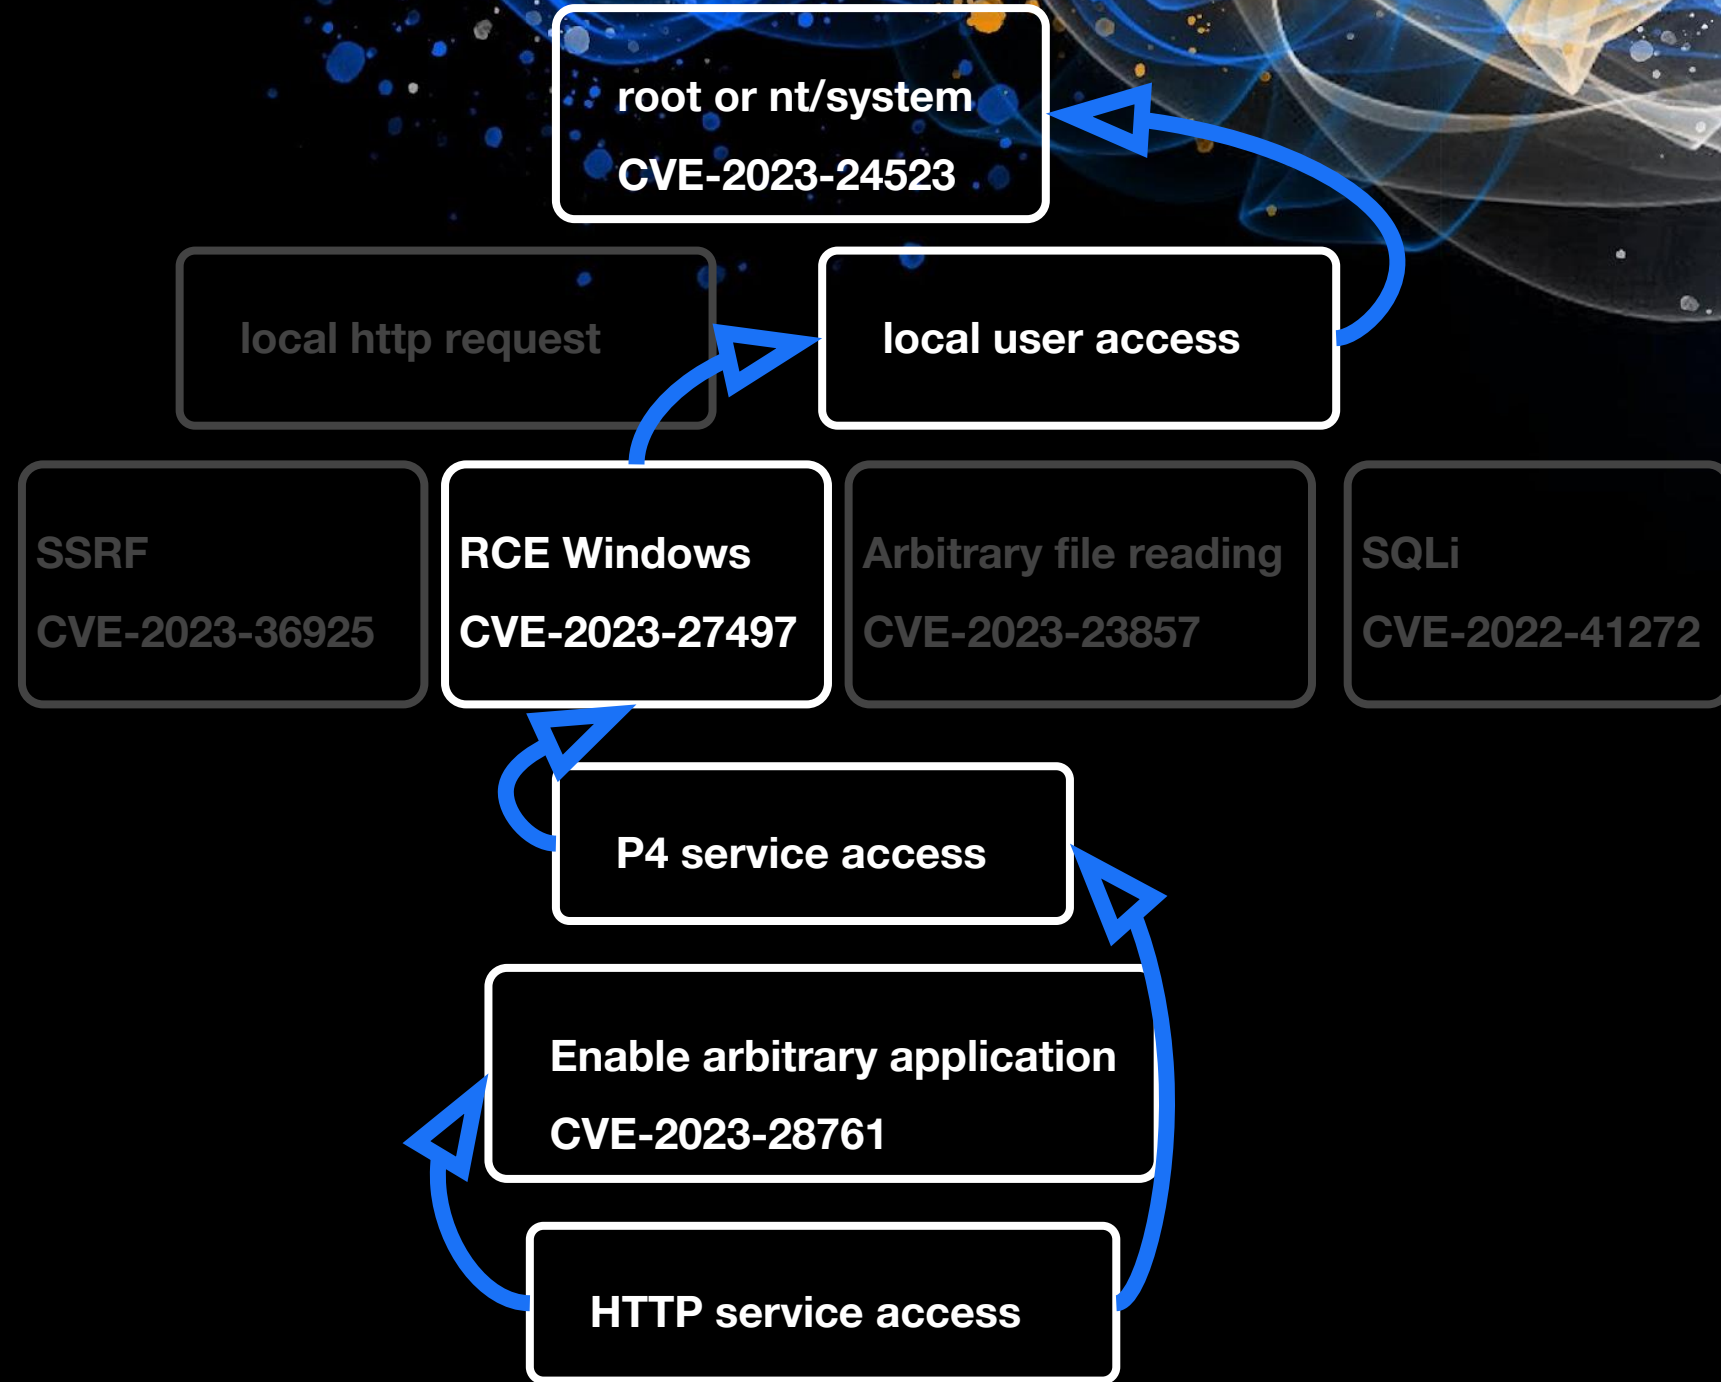 root or nt/system
CVE-2023-24523
local http request
local user access
SSRF
CVE-2023-36925
RCE Windows
CVE-2023-27497
Arbitrary file reading
CVE-2023-23857
SQLi
CVE-2022-41272
P4 service access
Enable arbitrary application
CVE-2023-28761
HTTP service access